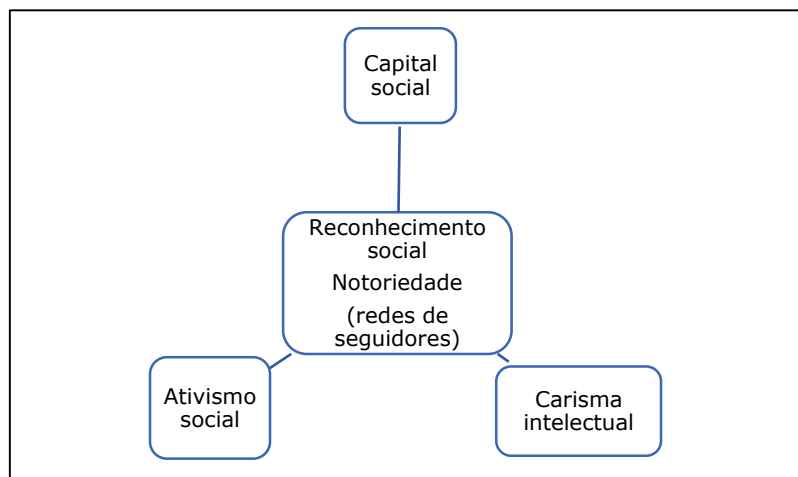 Capital
social
Reconhecimento
social
Notoriedade
(redes de
seguidores)
Ativismo
social
Carisma
intelectual